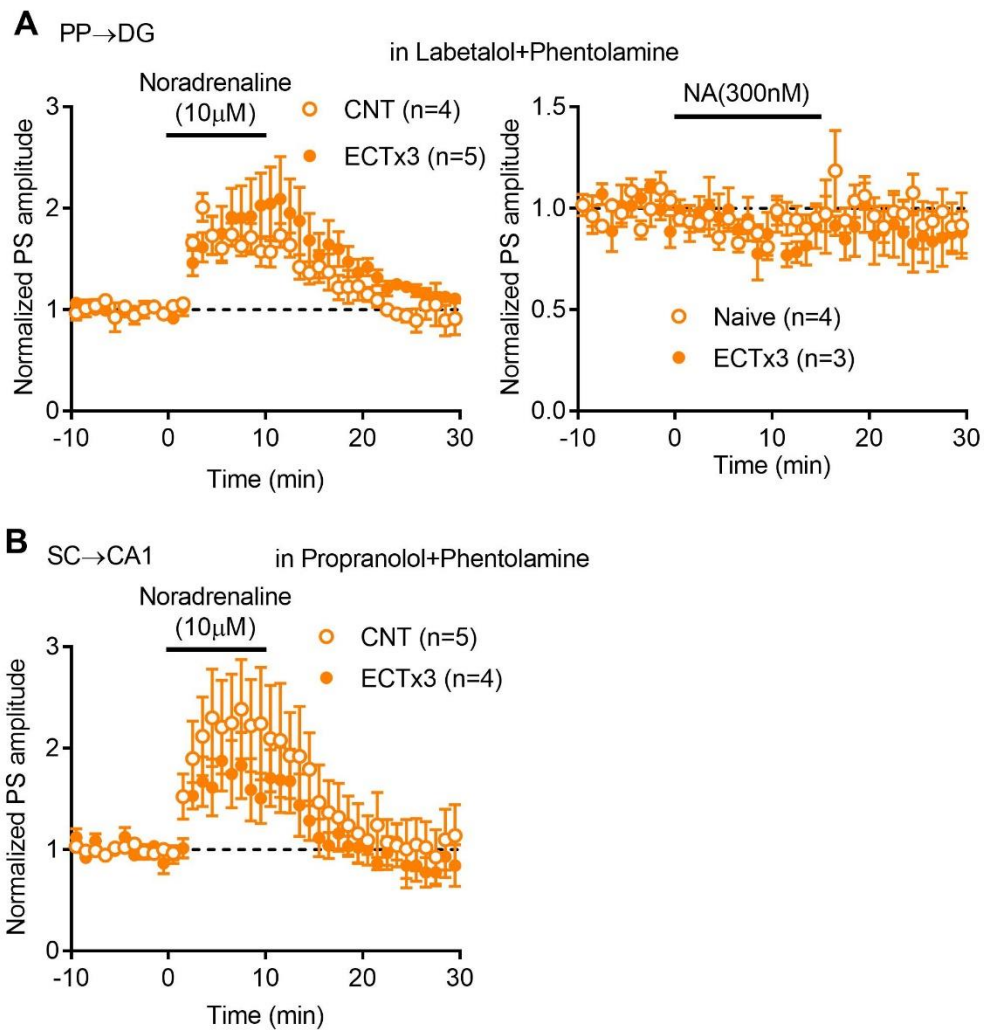 A PP→DG
in Labetalol+Phentolamine
Noradrenaline
(10μM)
CNT (n=4)
ECTx3 (n=5)
Normalized PS amplitude
3
2
1
0
-10 0 10 20 30
Time (min)
NA(300nM)
Normalized PS amplitude
1.5
1.0
0.5
0.0
Naive (n=4)
ECTx3 (n=3)
-10 0 10 20 30
Time (min)
B SC→CA1
in Propranolol+Phentolamine
Noradrenaline
(10μM)
CNT (n=5)
ECTx3 (n=4)
Normalized PS amplitude
3
2
1
0
-10 0 10 20 30
Time (min)